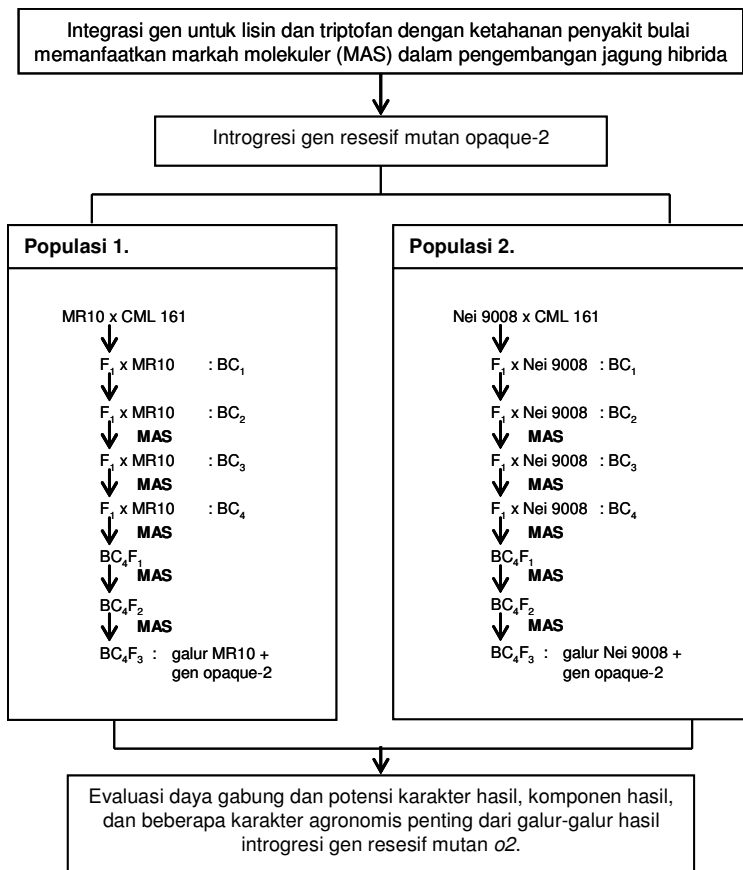 Integrasi gen untuk lisin dan triptofan dengan ketahanan penyakit bulai
memanfaatkan markah molekuler (MAS) dalam pengembangan jagung hibrida
Introgresi gen resesif mutan opaque-2
Populasi 1.
MR10 x CML 161
F₁ x MR10 : BC₁
F₁ x MR10 : BC₂
MAS
F₁ x MR10 : BC₃
MAS
F₁ x MR10 : BC₄
MAS
BC₄F₁
MAS
BC₄F₂
MAS
BC₄F₃ : galur MR10 +
gen opaque-2
Populasi 2.
Nei 9008 x CML 161
F₁ x Nei 9008 : BC₁
F₁ x Nei 9008 : BC₂
MAS
F₁ x Nei 9008 : BC₃
MAS
F₁ x Nei 9008 : BC₄
MAS
BC₄F₁
MAS
BC₄F₂
MAS
BC₄F₃ : galur Nei 9008 +
gen opaque-2
Evaluasi daya gabung dan potensi karakter hasil, komponen hasil,
dan beberapa karakter agronomis penting dari galur-galur hasil
introgresi gen resesif mutan o2.